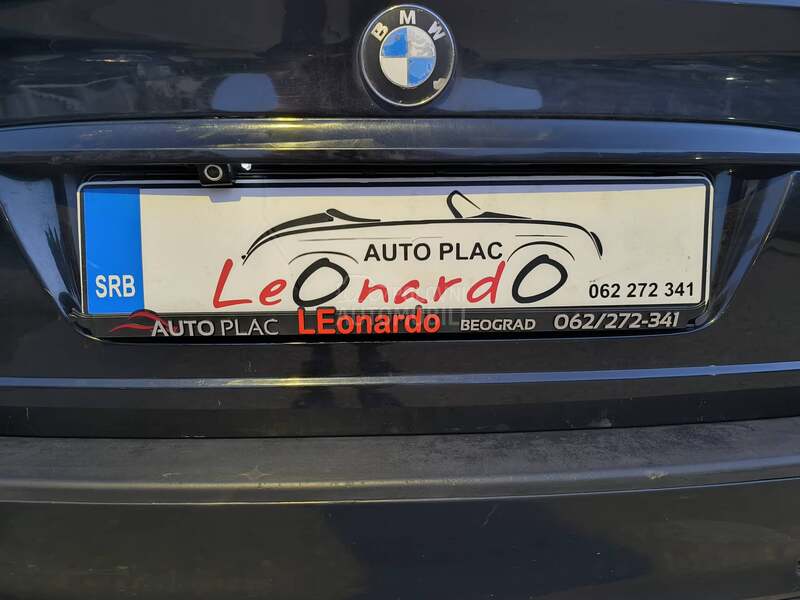 BMW
AUTO PLAC
SRB
LeOnardO
062 272 341
AUTO PLAC LEonardo BEOGRAD 062/272-341